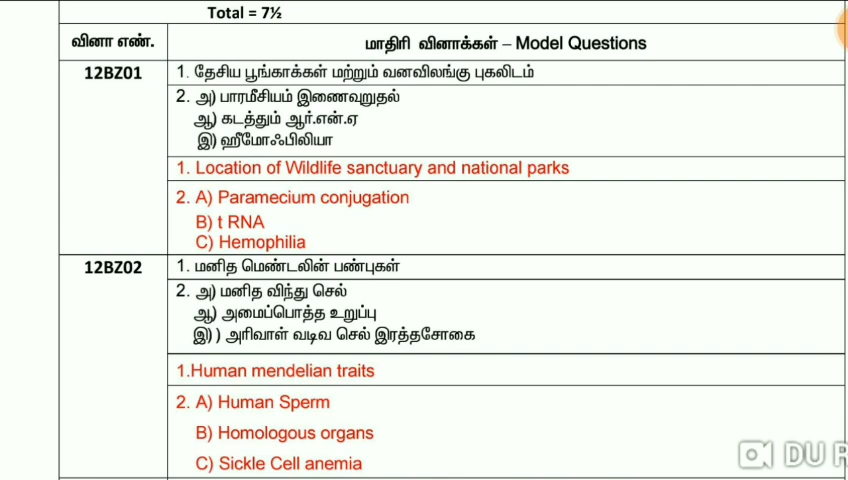 Total = 7½
வினா எண்.
மாதிரி வினாக்கள் – Model Questions
12BZ01
1. தேசிய பூங்காக்கள் மற்றும் வனவிலங்கு புகலிடம்
2. அ) பாரமீசியம் இணைவுறுதல்
ஆ) கடத்தும் ஆர்.என்.ஏ
இ) ஹீமோஃபிலியா
1. Location of Wildlife sanctuary and national parks
2. A) Paramecium conjugation
B) t RNA
C) Hemophilia
12BZ02
1. மனித மெண்டலின் பண்புகள்
2. அ) மனித விந்து செல்
ஆ) அமைப்பொத்த உறுப்பு
இ) ) அரிவாள் வடிவ செல் இரத்தசோகை
1.Human mendelian traits
2. A) Human Sperm
B) Homologous organs
C) Sickle Cell anemia
DU R